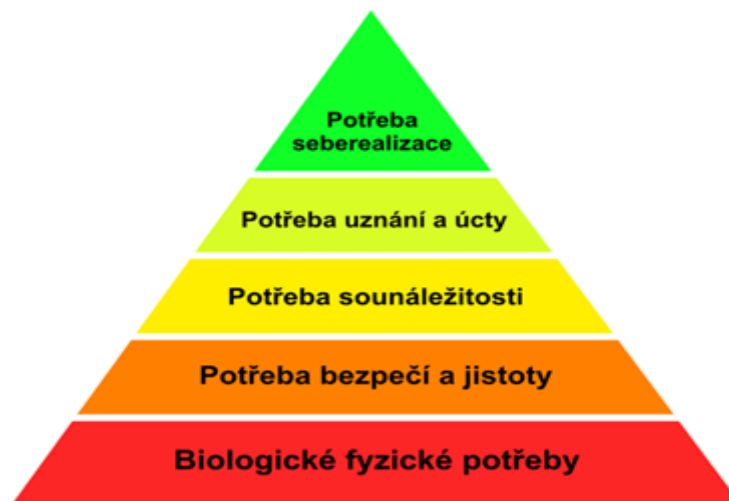 Potřeba
seberealizace
Potřeba uznání a úcty
Potřeba sounáležitosti
Potřeba bezpečí a jistoty
Biologické fyzické potřeby